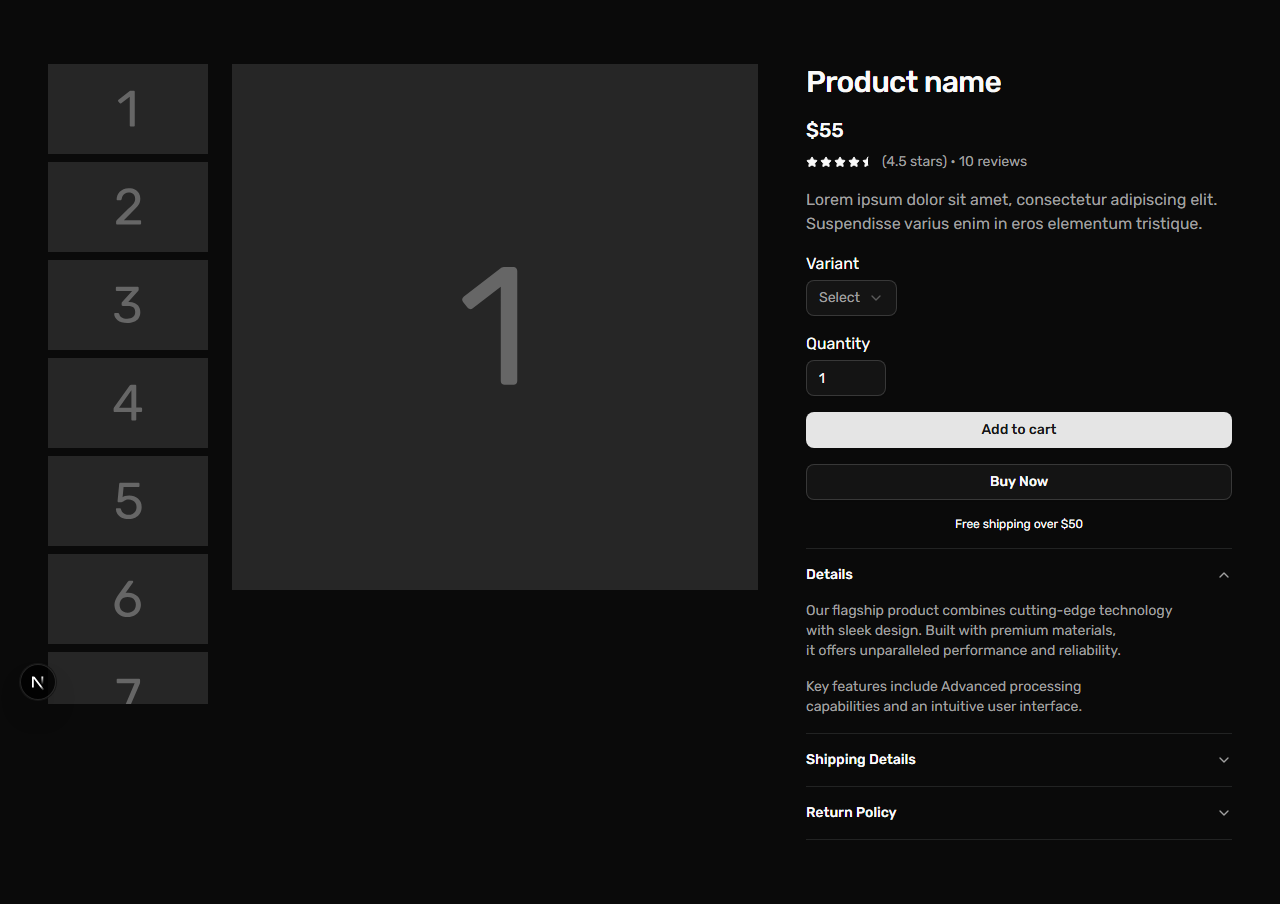 1
2
3
4
5
6
7
N
1
Product name
$55
(4.5 stars) • 10 reviews
Lorem ipsum dolor sit amet, consectetur adipiscing elit.
Suspendisse varius enim in eros elementum tristique.
Variant
Select
Quantity
1
Add to cart
Buy Now
Free shipping over $50
Details
Our flagship product combines cutting-edge technology
with sleek design. Built with premium materials,
it offers unparalleled performance and reliability.
Key features include Advanced processing
capabilities and an intuitive user interface.
Shipping Details
Return Policy